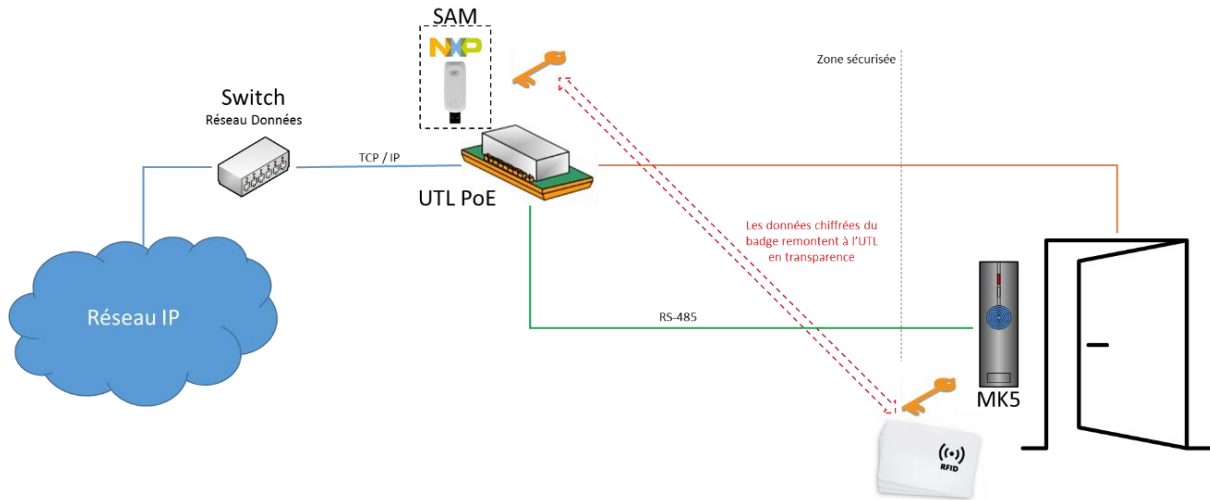 SAM
NXP
Zone sécurisée
Switch
Réseau Données
TCP / IP
UTL PoE
Les données chiffrées du
badge remontent à l'UTL
en transparence
Réseau IP
RS-485
MK5
RFID